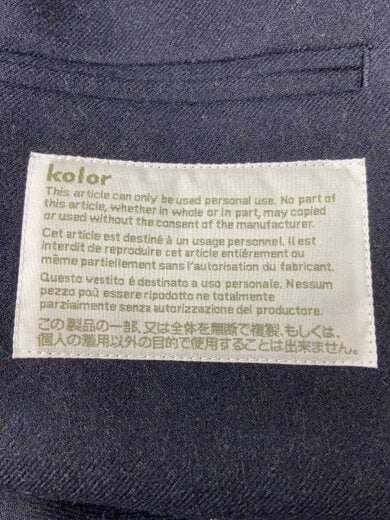 kolor
This article can only be used personal use. No part of
this article, whether in whole or in part, may copied
or used without the consent of the manufacturer.
Cet article est destiné à un usage personnel. Il est
interdit de reproduire cet article entiérement ou
même partiellement sans l'autorisation du fabricant.
Questo vestito é destinato a uso personale. Nessum
pezzo può essere ripodotto ne totalmente
parzialmente senza autorizzazione del productore.
この製品の一部、又は全体を無断で複製、もしくは、
個人の着用以外の目的で使用することは出来ません。